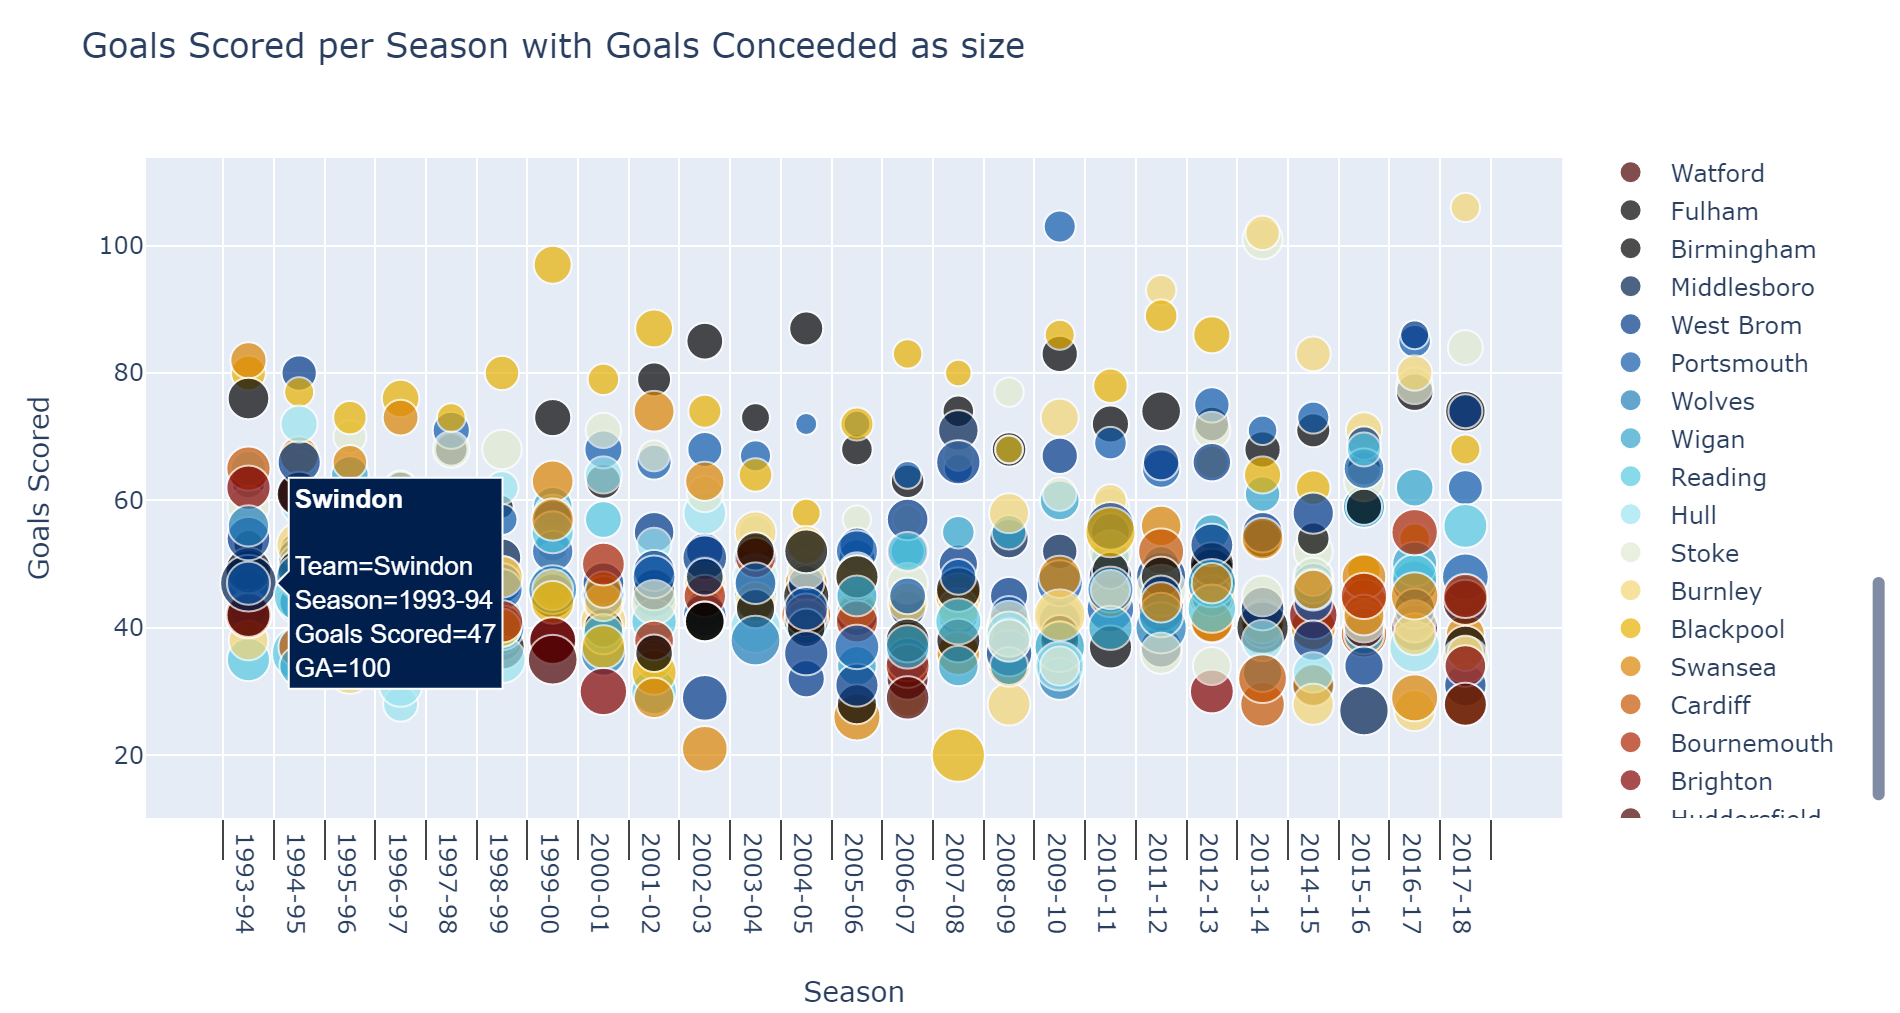 Goals Scored per Season with Goals Conceeded as size
Goals Scored
100
80
60
40
20
Swindon
Team=Swindon
Season=1993-94
Goals Scored=47
GA=100
1993-94
1994-95
1995-96
1996-97
1997-98
1998-99
1999-00
2000-01
2001-02
2002-03
2003-04
2004-05
2005-06
2006-07
2007-08
2008-09
2009-10
2010-11
2011-12
2012-13
2013-14
2014-15
2015-16
2016-17
2017-18
Season
Watford
Fulham
Birmingham
Middlesboro
West Brom
Portsmouth
Wolves
Wigan
Reading
Hull
Stoke
Burnley
Blackpool
Swansea
Cardiff
Bournemouth
Brighton
Huddersfield